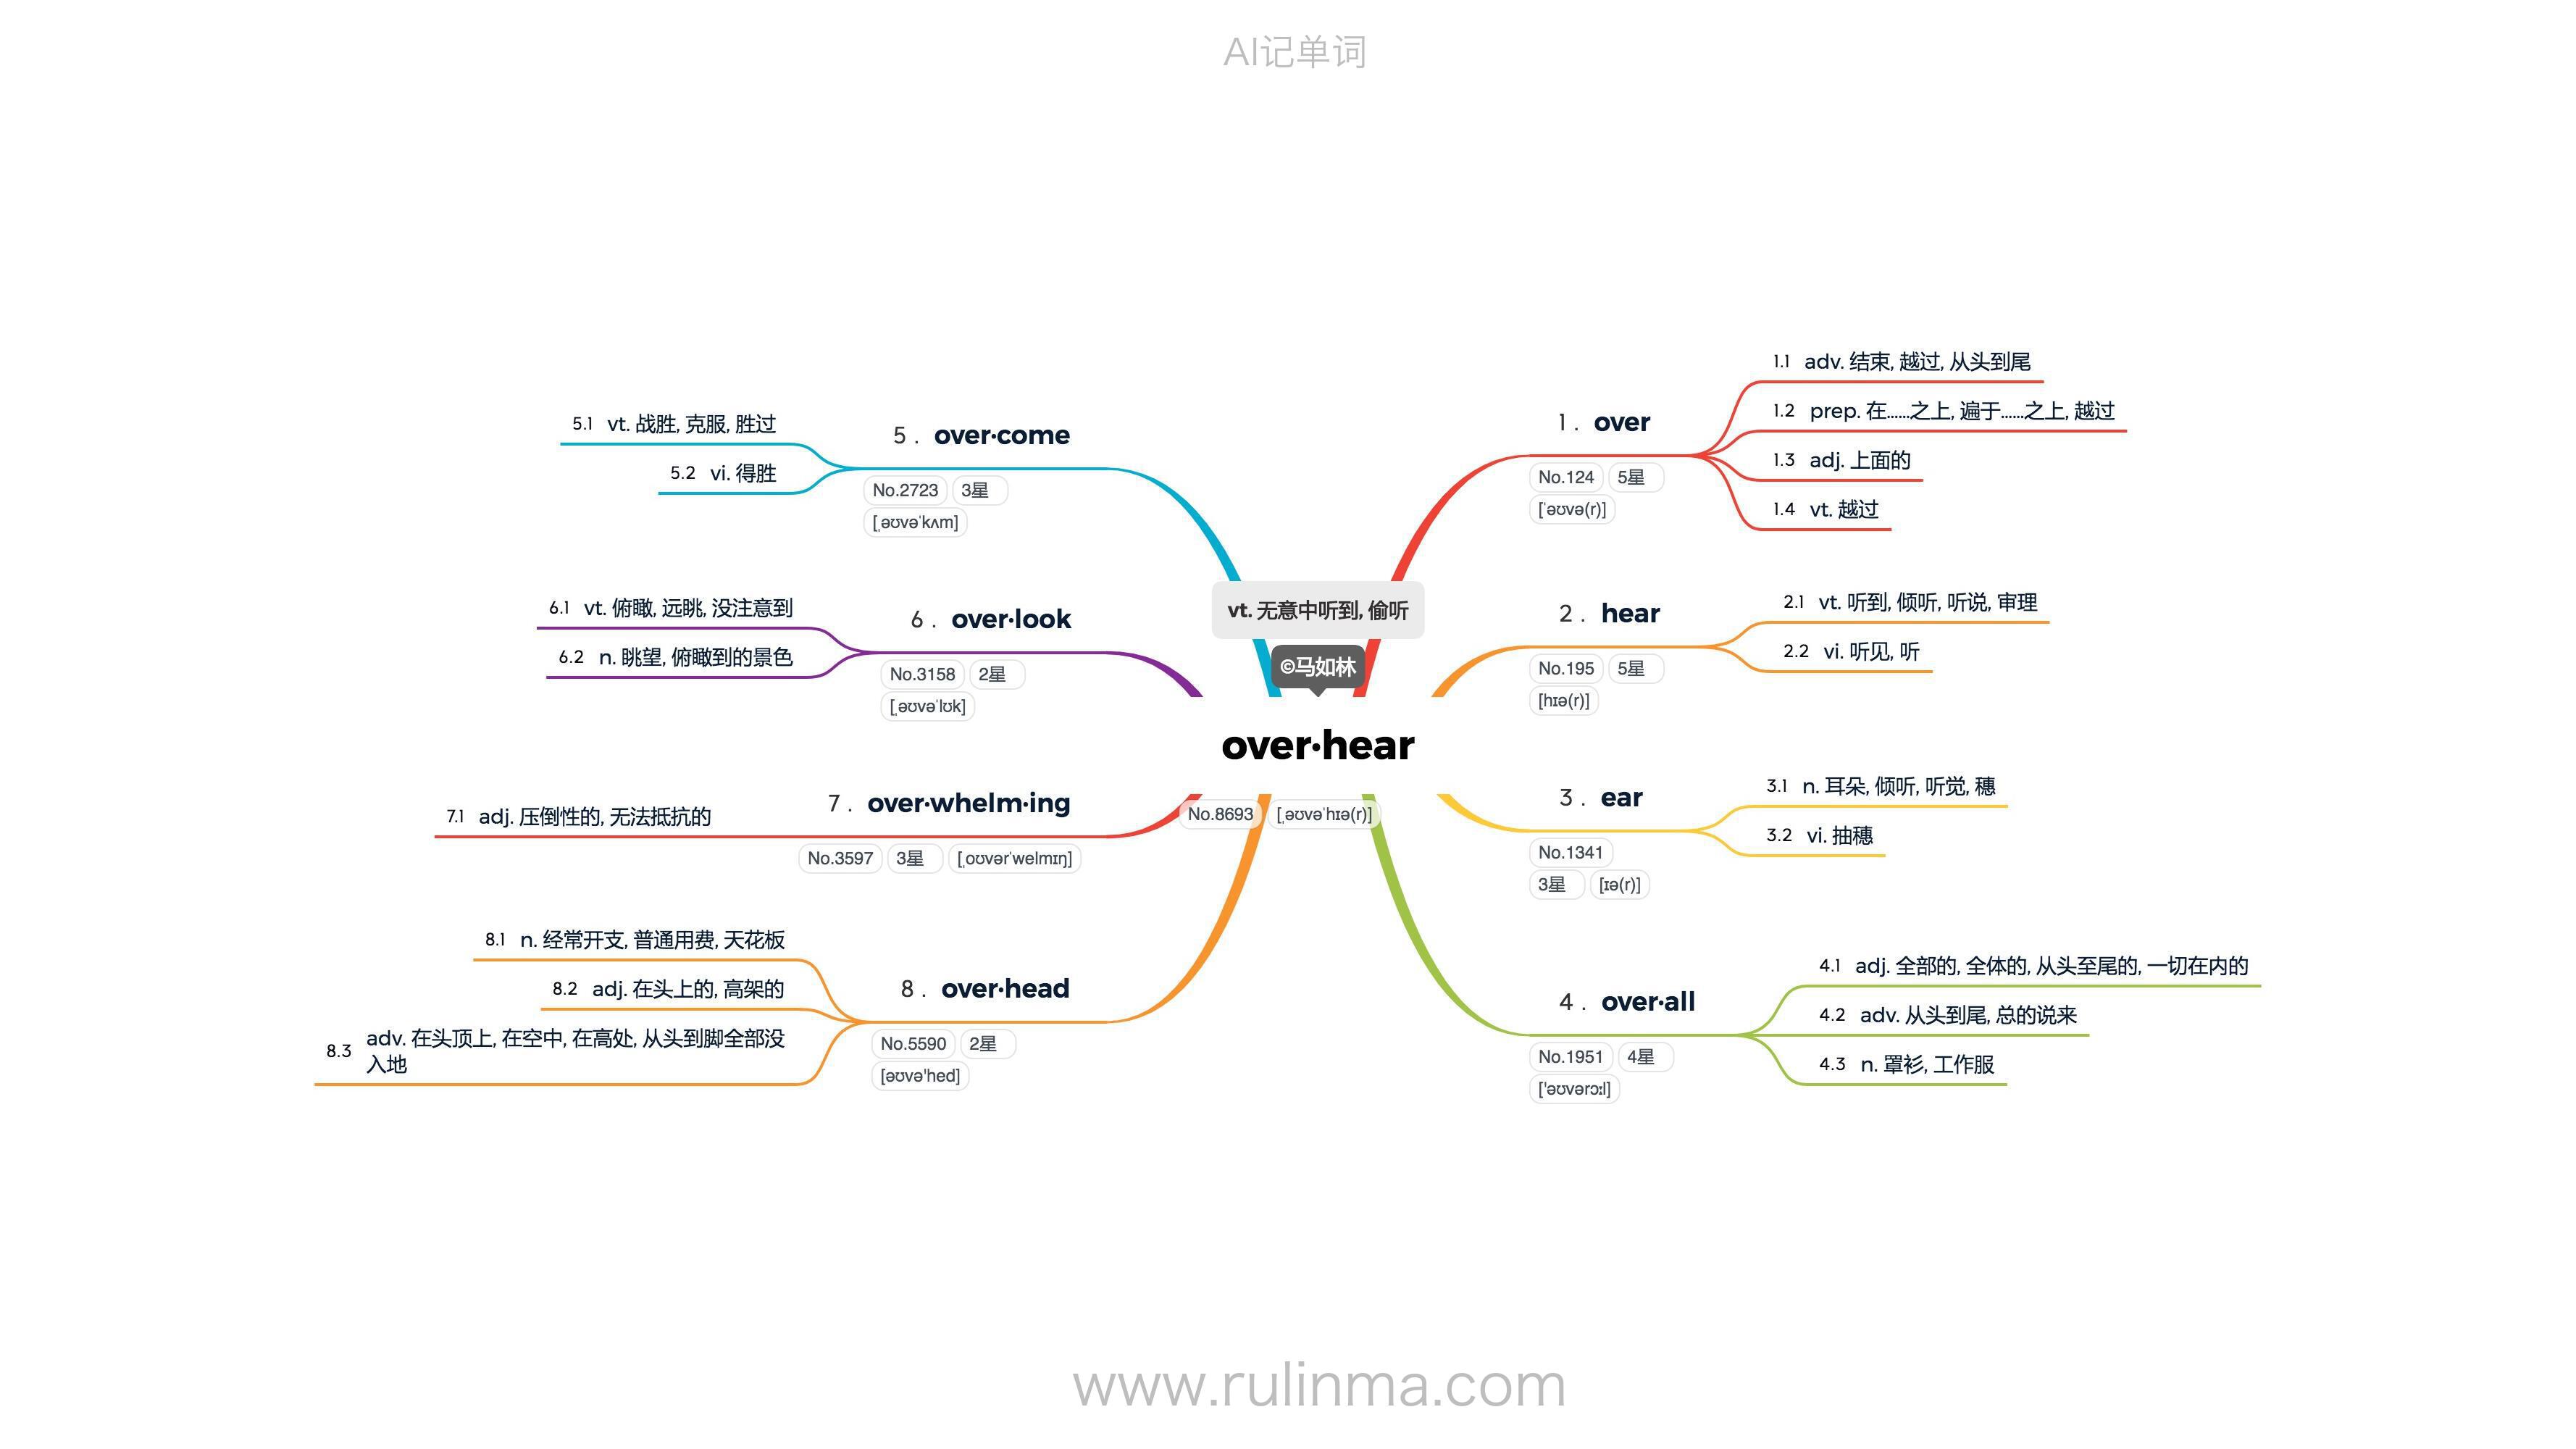 AI记单词
vt. 无意中听到, 偷听
©马如林
over·hear
No.8693 [ˌəʊvəˈhɪə(r)]
1 . over
No.124 5星
[ˈəʊvə(r)]
1.1 adv. 结束, 越过, 从头到尾
1.2 prep. 在……之上, 遍于……之上, 越过
1.3 adj. 上面的
1.4 vt. 越过
2 . hear
No.195 5星
[hɪə(r)]
2.1 vt. 听到, 倾听, 听说, 审理
2.2 vi. 听见, 听
3 . ear
No.1341
3星 [ɪə(r)]
3.1 n. 耳朵, 倾听, 听觉, 穗
3.2 vi. 抽穗
4 . over·all
No.1951 4星
['əʊvərɔːl]
4.1 adj. 全部的, 全体的, 从头至尾的, 一切在内的
4.2 adv. 从头到尾, 总的说来
4.3 n. 罩衫, 工作服
5 . over·come
No.2723 3星
[ˌəʊvəˈkʌm]
5.1 vt. 战胜, 克服, 胜过
5.2 vi. 得胜
6 . over·look
No.3158 2星
[ˌəʊvəˈlʊk]
6.1 vt. 俯瞰, 远眺, 没注意到
6.2 n. 眺望, 俯瞰到的景色
7 . over·whelm·ing
No.3597 3星 [ˌoʊvərˈwelmɪŋ]
7.1 adj. 压倒性的, 无法抵抗的
8 . over·head
No.5590 2星
[əʊvə'hed]
8.1 n. 经常开支, 普通用费, 天花板
8.2 adj. 在头上的, 高架的
8.3 adv. 在头顶上, 在空中, 在高处, 从头到脚全部没
入地
www.rulinma.com